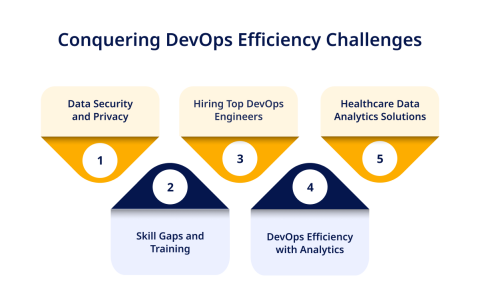 Conquering DevOps Efficiency Challenges
Data Security
and Privacy
1
2
Skill Gaps and
Training
Hiring Top DevOps
Engineers
3
4
DevOps Efficiency
with Analytics
Healthcare Data
Analytics Solutions
5